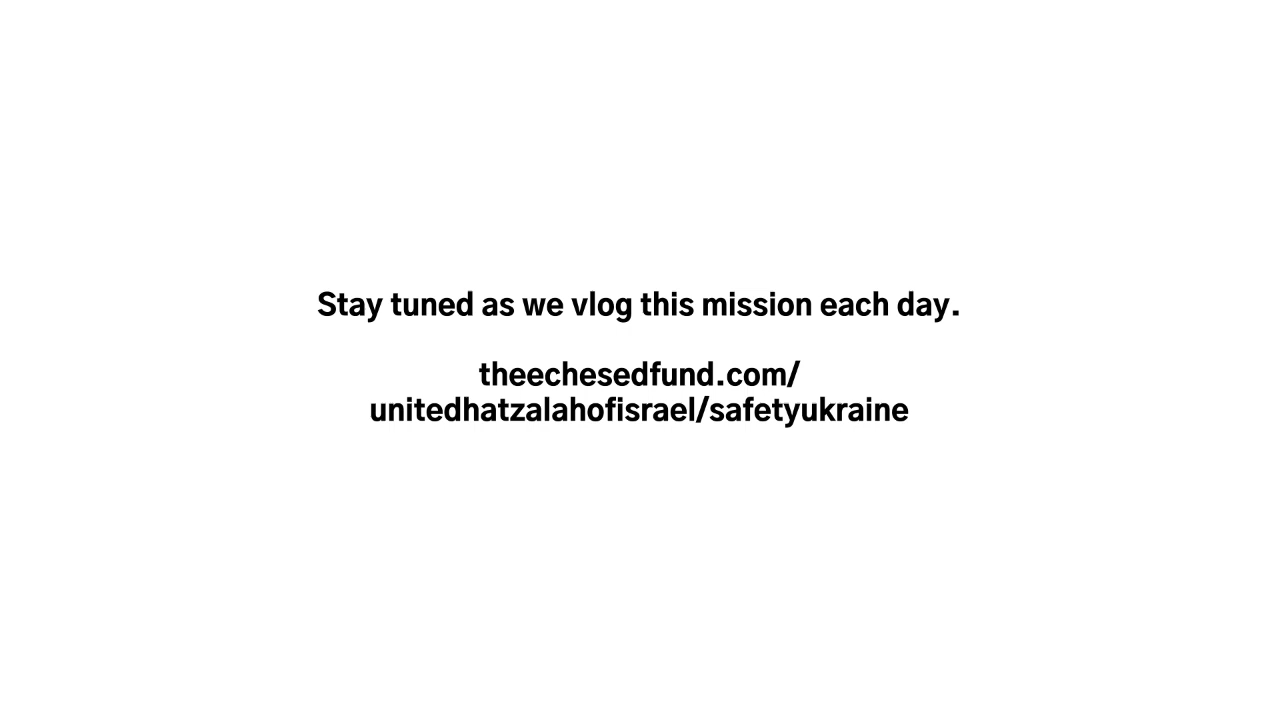 Stay tuned as we vlog this mission each day.
theechesedfund.com/
unitedhatzalahofisrael/safetyukraine